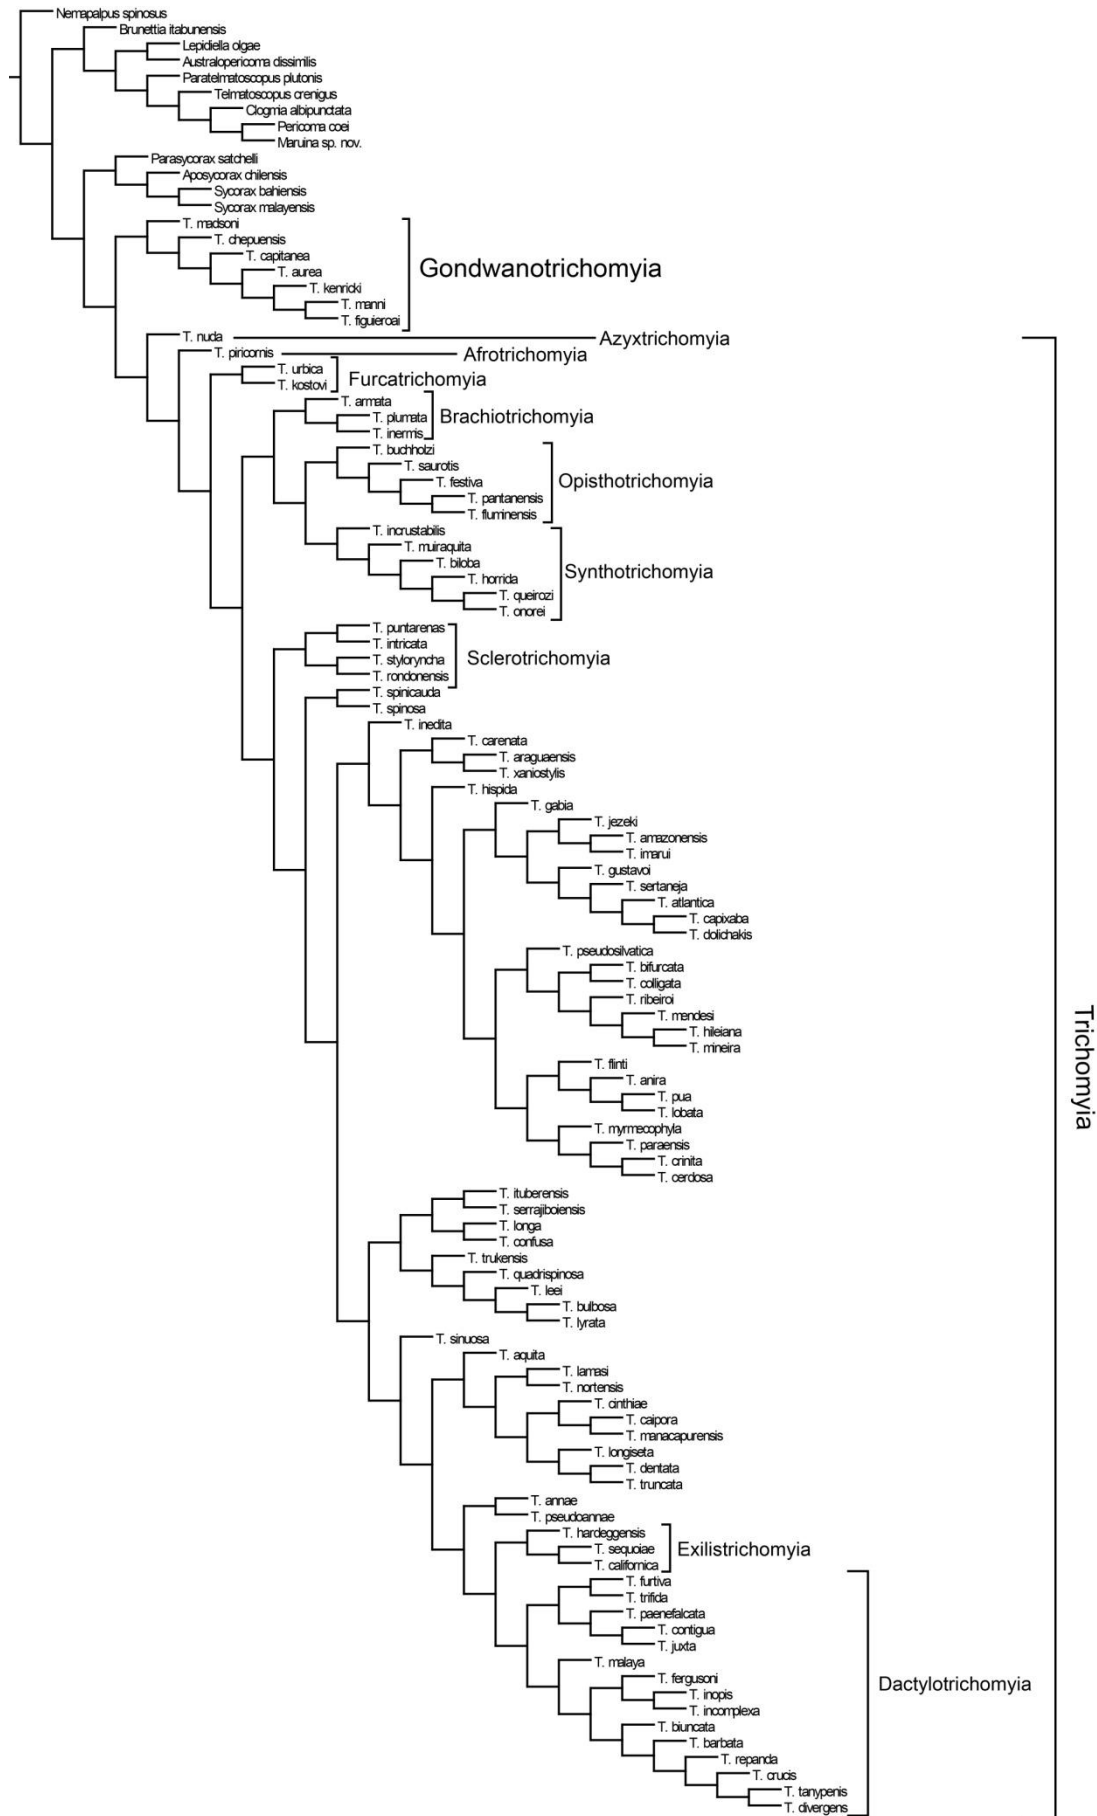 Nemapalpus spinosus
Brunettia itabunensis
Lepidiella olgae
Australopericoma dissimilis
Paratelmatoscopus plutonis
Telmatoscopus crenigus
Clogmia albipunctata
Pericoma coei
Maruina sp. nov.
Parasycorax satchelli
Aposycorax chilensis
Sycorax bahiensis
Sycorax malayensis
T. madsoni
T. chepuensis
T. capitanea
T. aurea
T. kenricki
T. manni
T. figuieroai
Gondwanotrichomyia
T. nuda
Azyxtrichomyia
T. piricornis
Afrotrichomyia
T. urbica
T. kostovi
Furcatrichomyia
T. armata
T. plumata
T. inermis
Brachiotrichomyia
T. buchholzi
T. saurotis
T. festiva
T. pantanensis
T. fluminensis
Opisthotrichomyia
T. incrustabilis
T. muiraquita
T. biloba
T. horrida
T. queirozi
T. onorei
Synthotrichomyia
T. puntarenas
T. intricata
T. styloryncha
T. rondonensis
Sclerotrichomyia
T. spinicauda
T. spinosa
T. inedita
T. carenata
T. araguaensis
T. xaniostylis
T. hispida
T. gabia
T. jezeki
T. amazonensis
T. imarui
T. gustavoi
T. sertaneja
T. atlantica
T. capixaba
T. dolichakis
T. pseudosilvatica
T. bifurcata
T. colligata
T. ribeiroi
T. mendesi
T. hileiana
T. mineira
T. flinti
T. anira
T. pua
T. lobata
T. myrmecophyla
T. paraensis
T. crinita
T. cerdosa
T. ituberensis
T. serrajiboiensis
T. longa
T. confusa
T. trukensis
T. quadrispinosa
T. leei
T. bulbosa
T. lyrata
T. sinuosa
T. aquita
T. lamasi
T. nortensis
T. cinthiae
T. caipora
T. manacapurensis
T. longiseta
T. dentata
T. truncata
T. annae
T. pseudoannae
T. hardeggensis
T. sequoiae
T. californica
Exilistrichomyia
T. furtiva
T. trifida
T. paenefalcata
T. contigua
T. juxta
T. malaya
T. fergusoni
T. inopis
T. incomplexa
T. biuncata
T. barbata
T. repanda
T. crucis
T. tanypenis
T. divergens
Dactylotrichomyia
Trichomyia